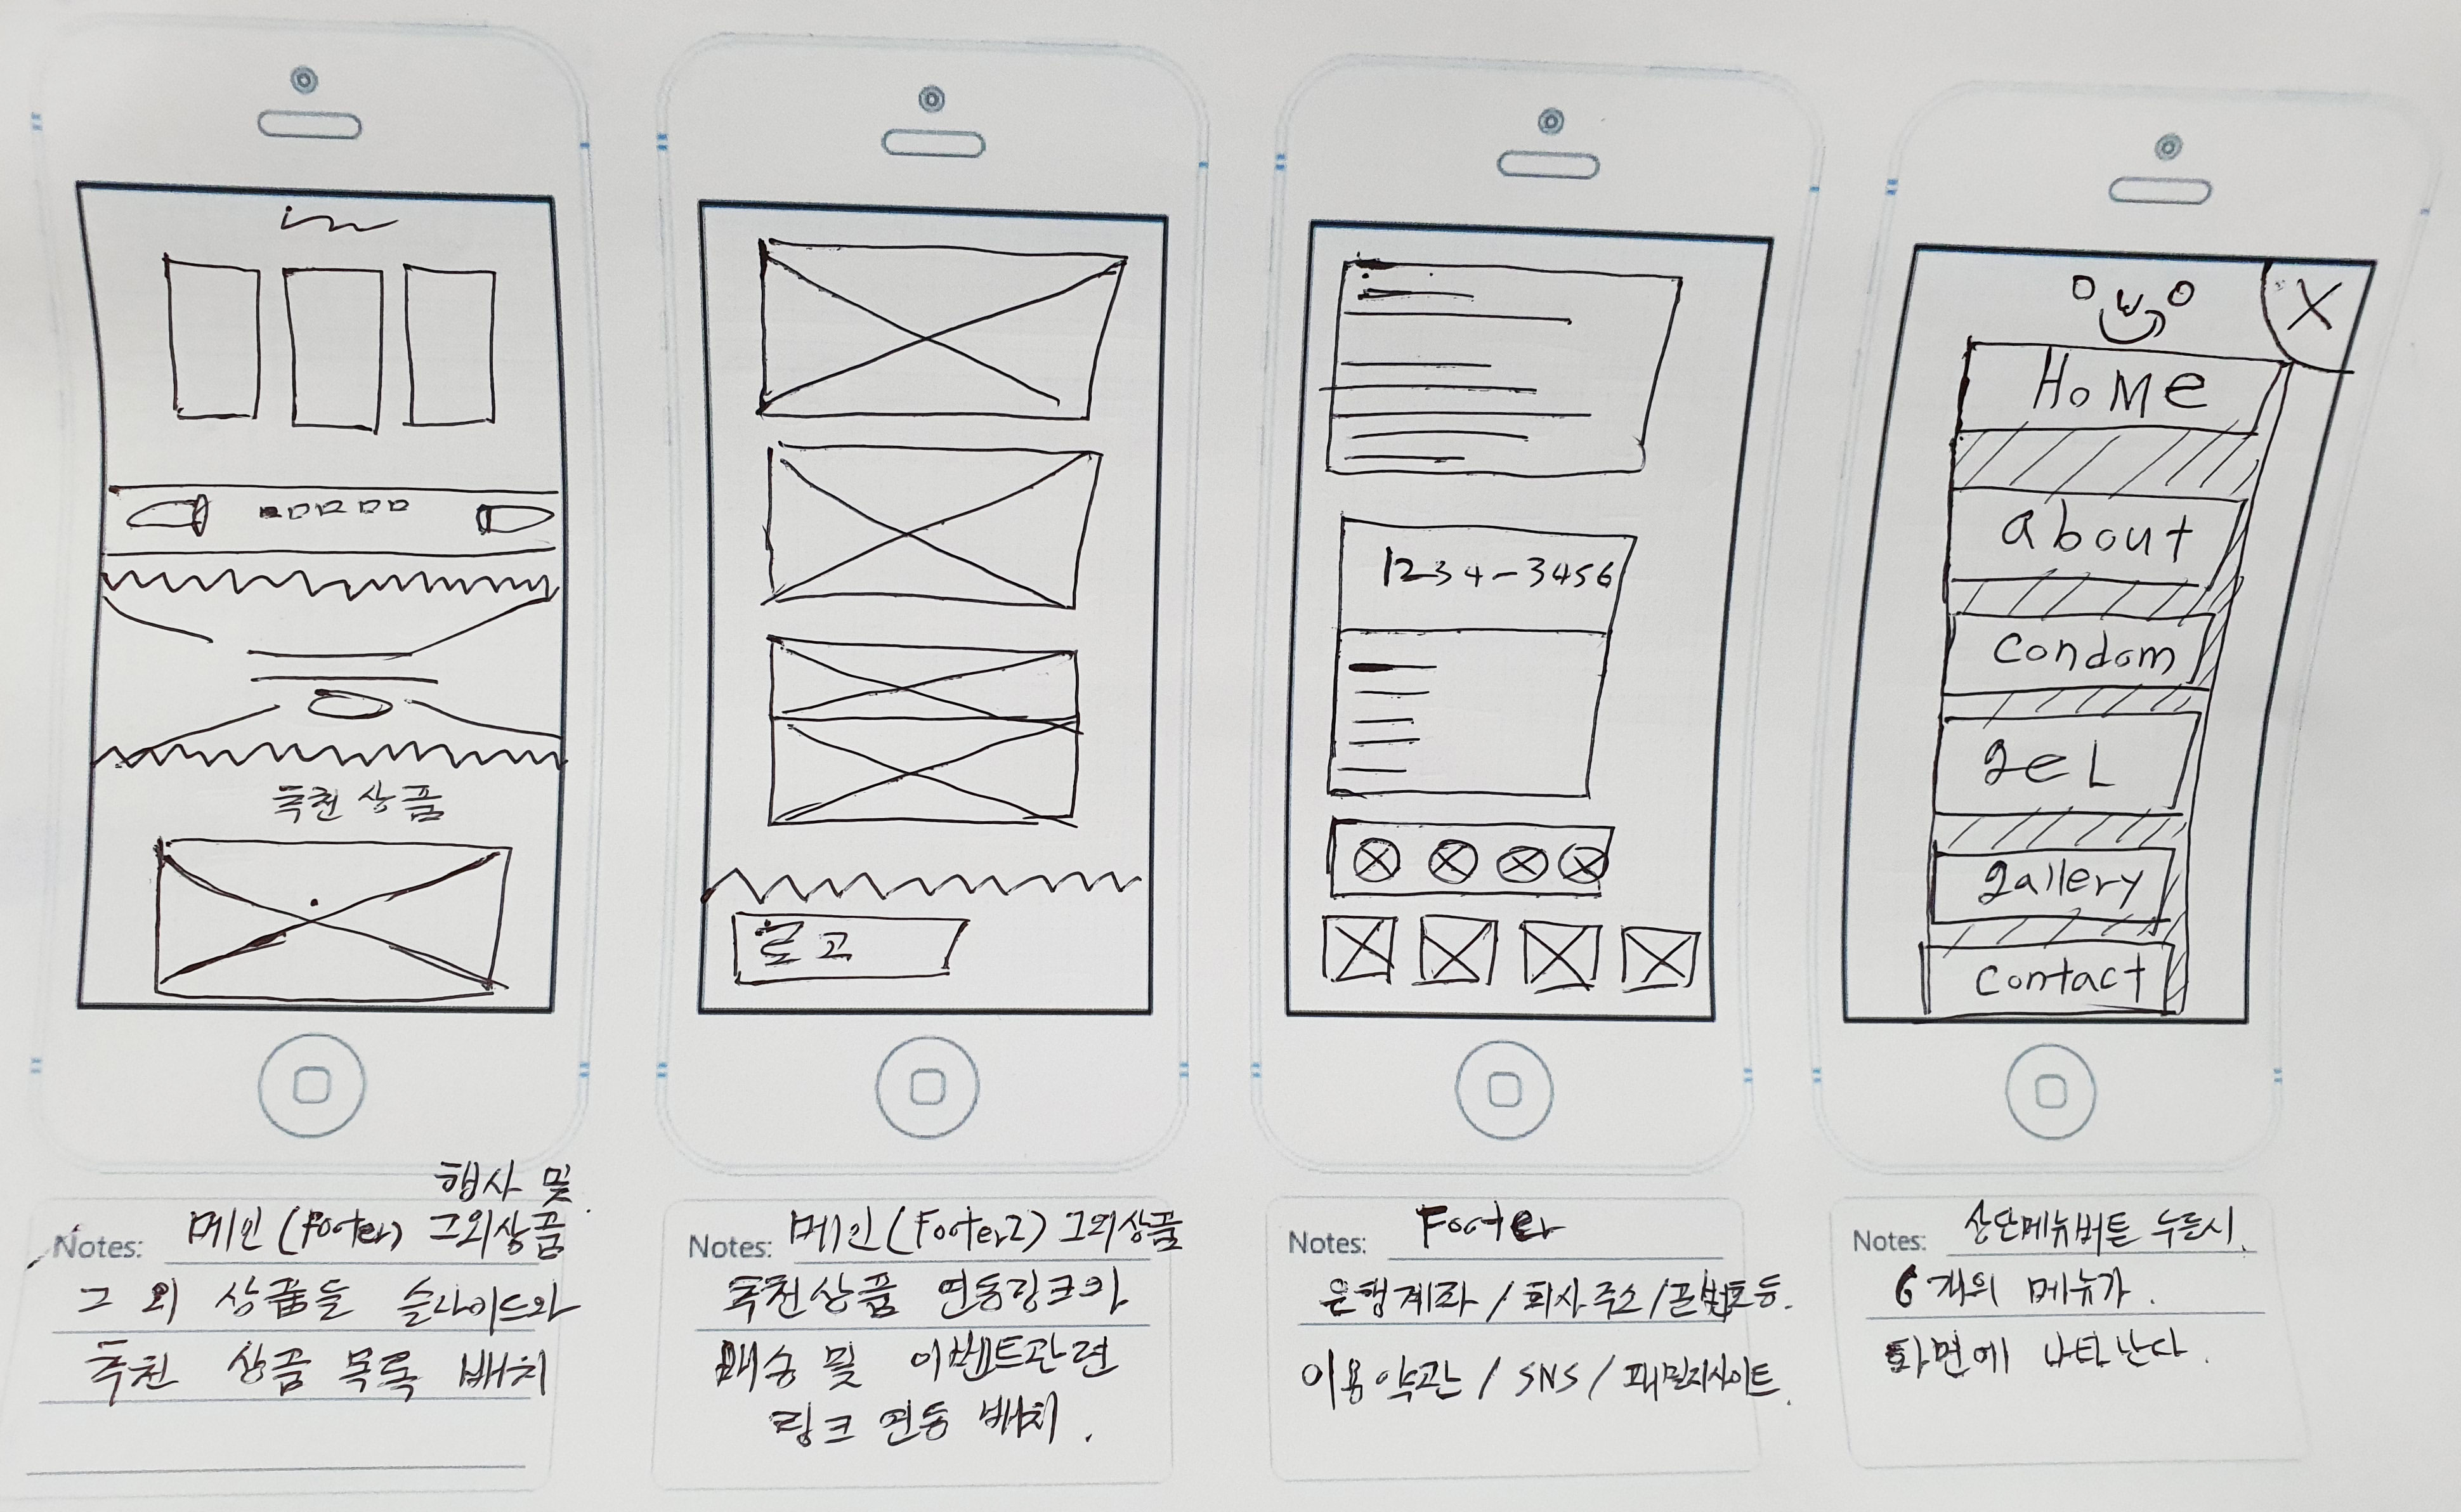 추천 상품
행사 및
Notes: 메인 (Footer) 그외상품
그 외 상품들 슬라이드와
추천 상품 목록 배치
로고
Notes: 메인 (Footer2) 그외상품
추천상품 연동링크와
배송 및 이벤트관련
링크 연동 배치.
1234-3456
Notes: Footer
은행계좌 / 회사주소 / 등.
이용약관 / SNS / 패밀리사이트.
X
HoMe
about
Condom
geL
gallery
Contact
Notes: 상단메뉴버튼 누를시.
6개의 메뉴가.
화면에 나타난다.